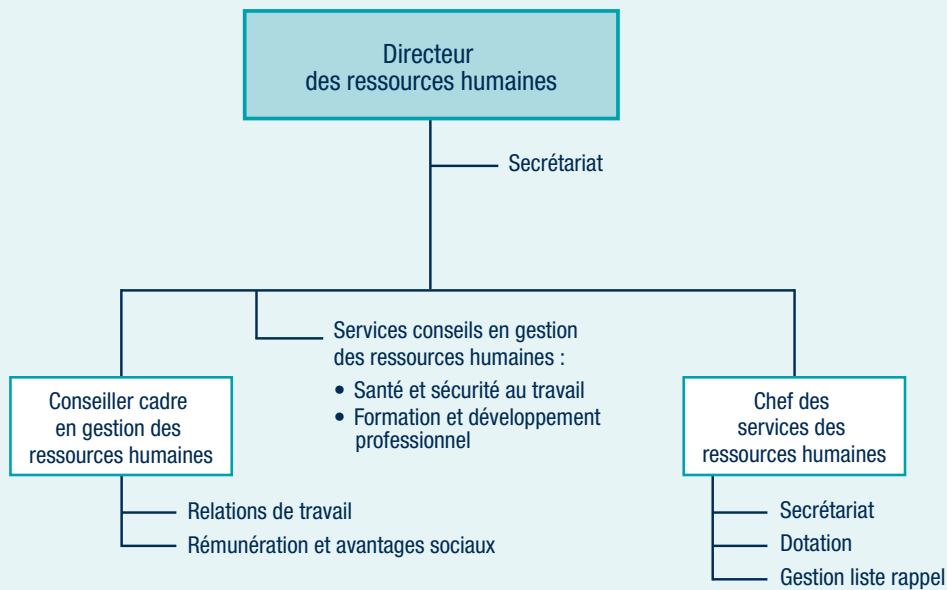 Directeur
des ressources humaines
Secrétariat
Services conseils en gestion
des ressources humaines :
• Santé et sécurité au travail
• Formation et développement
professionnel
Conseiller cadre
en gestion des
ressources humaines
Relations de travail
Rémunération et avantages sociaux
Chef des
services des
ressources humaines
Secrétariat
Dotation
Gestion liste rappel